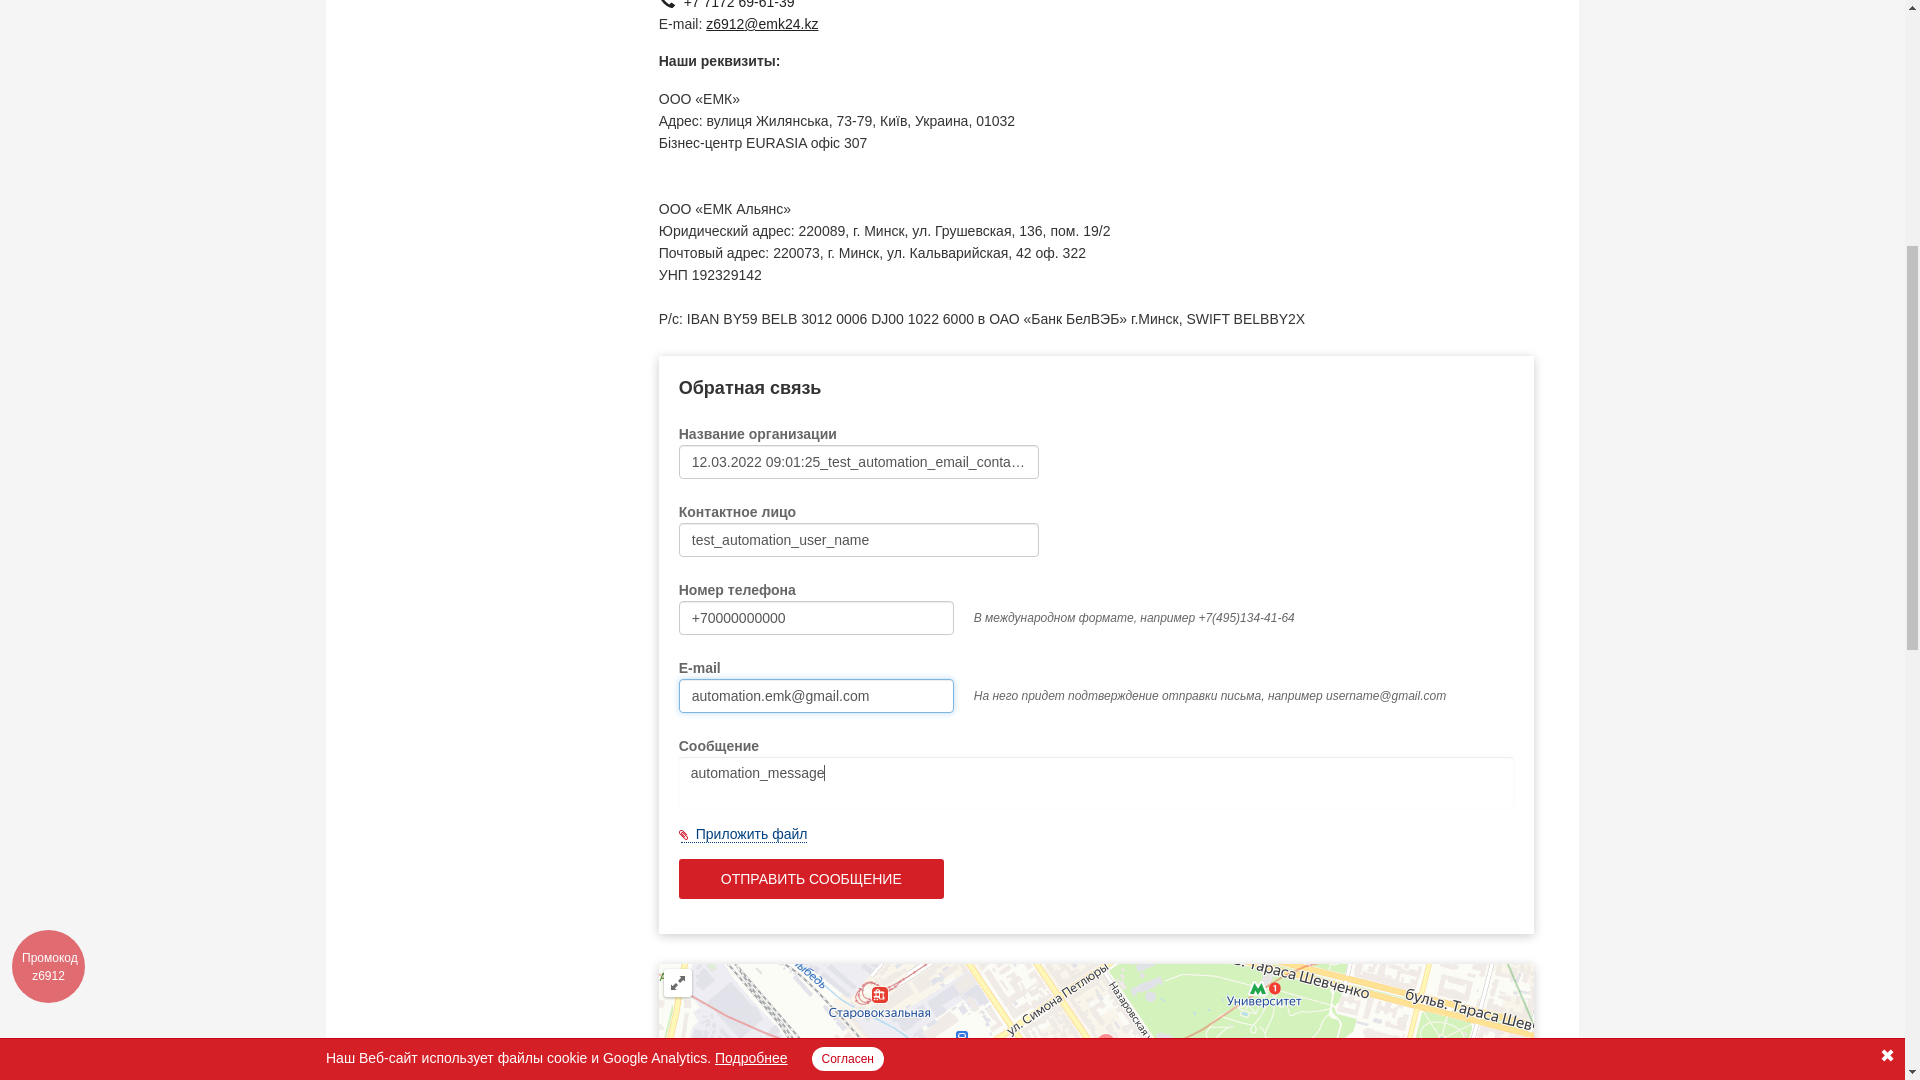 +7 7172 69-61-39
E-mail: z6912@emk24.kz
Наши реквизиты:
ООО «ЕМК»
Адрес: вулиця Жилянська, 73-79, Київ, Украина, 01032
Бізнес-центр EURASIA офіс 307
ООО «ЕМК Альянс»
Юридический адрес: 220089, г. Минск, ул. Грушевская, 136, пом. 19/2
Почтовый адрес: 220073, г. Минск, ул. Кальварийская, 42 оф. 322
УНП 192329142
Р/с: IBAN BY59 BELB 3012 0006 DJ00 1022 6000 в ОАО «Банк БелВЭБ» г.Минск, SWIFT BELBBY2X
Обратная связь
Название организации
12.03.2022 09:01:25_test_automation_email_conta…
Контактное лицо
test_automation_user_name
Номер телефона
+70000000000
В международном формате, например +7(495)134-41-64
E-mail
automation.emk@gmail.com
На него придет подтверждение отправки письма, например username@gmail.com
Сообщение
automation_message
Приложить файл
ОТПРАВИТЬ СООБЩЕНИЕ
Промокод
z6912
Старовокзальная
ул. Симона Петлюры
Назаровская
Университет
1
Тараса Шевченко
бульв. Тараса Шев
Наш Веб-сайт использует файлы cookie и Google Analytics. Подробнее
Согласен